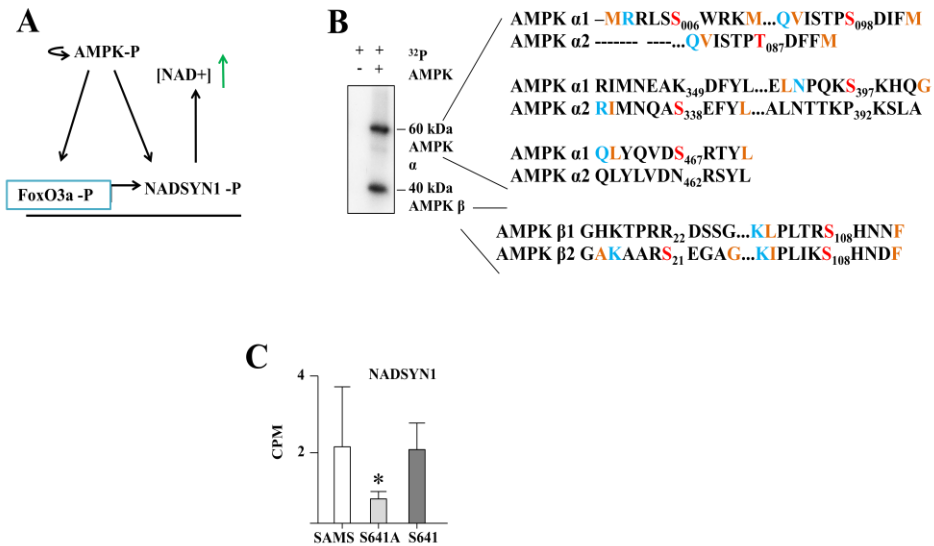 A
AMPK-P
[NAD+]
FoxO3a -P
NADSYN1 -P
B
+ + 32P
- + AMPK
60 kDa
AMPK
α
40 kDa
AMPK β
AMPK α1 –MRRLSS006WRKM...QVISTPS098DIFM
AMPK α2 ------- ----...QVISTPT087DFFM
AMPK α1 RIMNEAK349DFYL...ELNPQKS397KHQG
AMPK α2 RIMNQAS338EFYL...ALNTTKP392KSLA
AMPK α1 QLYQVDS467RTYL
AMPK α2 QLYLVDN462RSYL
AMPK β1 GHKTPRR22DSSG...KLPLTRS108HNNF
AMPK β2 GAKAARS21EGAG...KIPLIKS108HNDF
C
NADSYN1
CPM
4
2
*
SAMS S641A S641